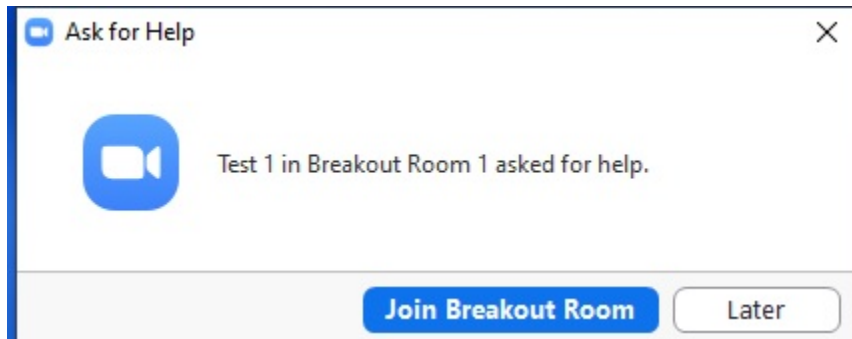 Ask for Help
Test 1 in Breakout Room 1 asked for help.
Join Breakout Room
Later